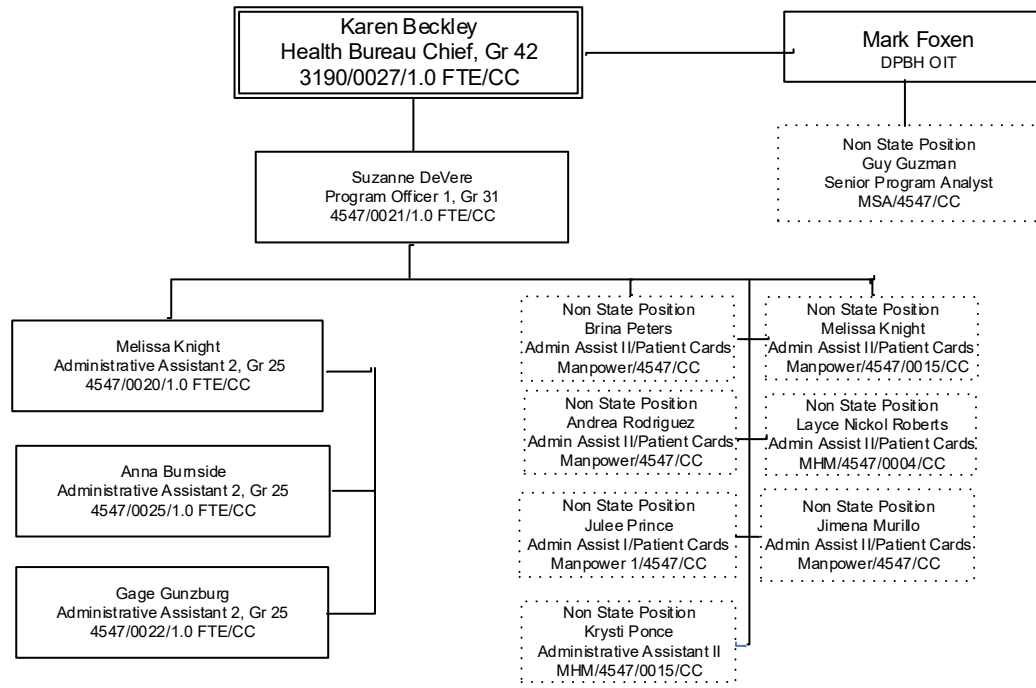 Karen Beckley
Health Bureau Chief, Gr 42
3190/0027/1.0 FTE/CC
Mark Foxen
DPBH OIT
Non State Position
Guy Guzman
Senior Program Analyst
MSA/4547/CC
Suzanne DeVere
Program Officer 1, Gr 31
4547/0021/1.0 FTE/CC
Melissa Knight
Administrative Assistant 2, Gr 25
4547/0020/1.0 FTE/CC
Anna Burnside
Administrative Assistant 2, Gr 25
4547/0025/1.0 FTE/CC
Gage Gunzburg
Administrative Assistant 2, Gr 25
4547/0022/1.0 FTE/CC
Non State Position
Brina Peters
Admin Assist II/Patient Cards
Manpower/4547/CC
Non State Position
Melissa Knight
Admin Assist II/Patient Cards
Manpower/4547/0015/CC
Non State Position
Andrea Rodriguez
Admin Assist II/Patient Cards
Manpower/4547/CC
Non State Position
Layce Nickol Roberts
Admin Assist II/Patient Cards
MHM/4547/0004/CC
Non State Position
Julee Prince
Admin Assist I/Patient Cards
Manpower 1/4547/CC
Non State Position
Jimena Murillo
Admin Assist II/Patient Cards
Manpower/4547/CC
Non State Position
Krysti Ponce
Administrative Assistant II
MHM/4547/0015/CC